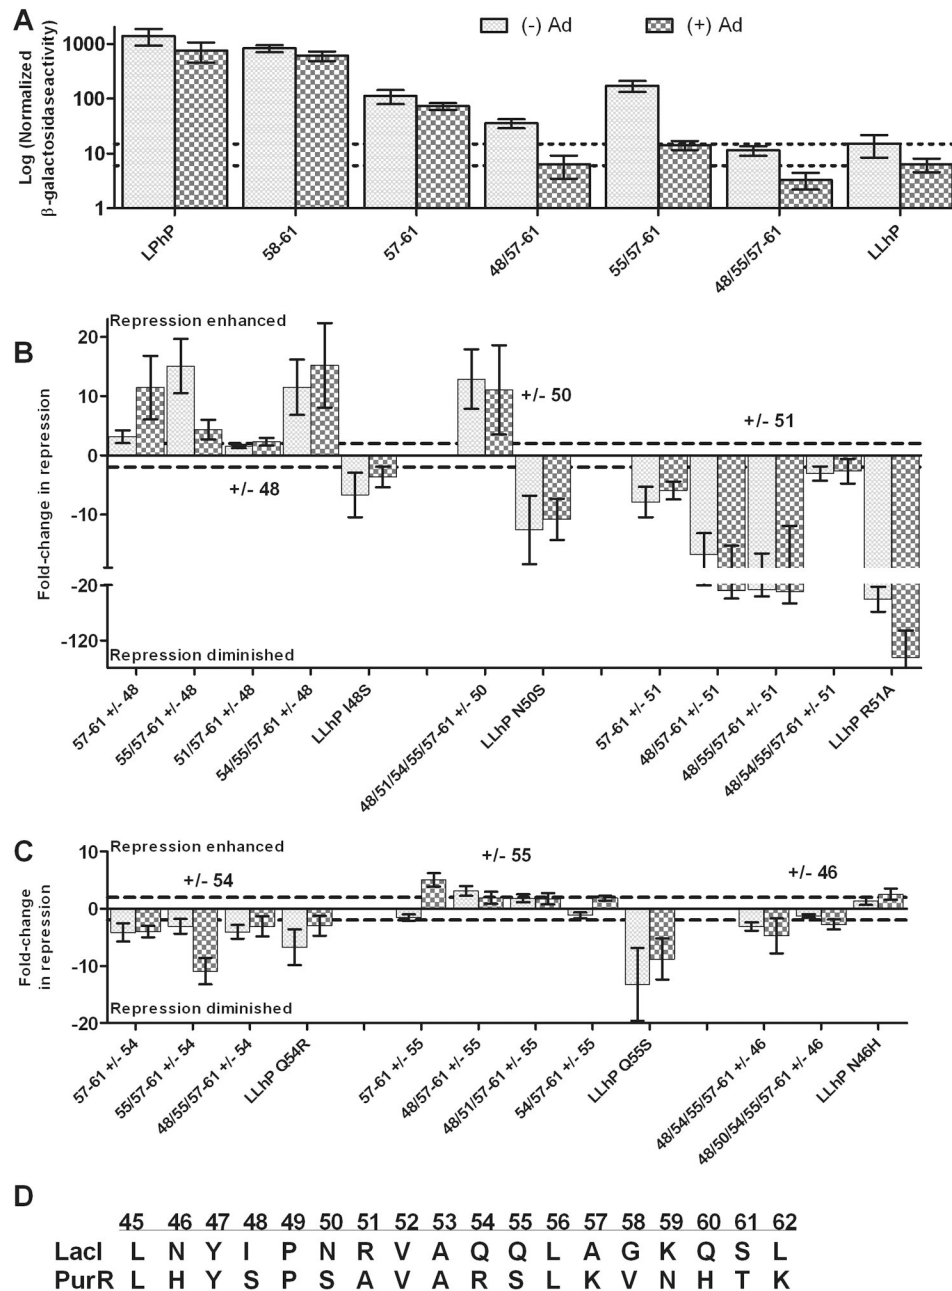 A
(-) Ad (+) Ad
Log (Normalized
β-galactosidaseactivity)
1000
100
10
1
LPhP
58-61
57-61
48/57-61
55/57-61
48/55/57-61
LLhP
B
Repression enhanced
Fold-change in repression
20
10
0
-10
-20
-120
+/- 48
+/- 50
+/- 51
Repression diminished
57-61 +/- 48
55/57-61 +/- 48
51/57-61 +/- 48
54/55/57-61 +/- 48
LLhP I48S
48/51/54/55/57-61 +/- 50
LLhP N50S
57-61 +/- 51
48/57-61 +/- 51
48/55/57-61 +/- 51
48/54/55/57-61 +/- 51
LLhP R51A
C
Repression enhanced
Fold-change
in repression
10
0
-10
-20
+/- 54
+/- 55
+/- 46
Repression diminished
57-61 +/- 54
55/57-61 +/- 54
48/55/57-61 +/- 54
LLhP Q54R
57-61 +/- 55
48/57-61 +/- 55
48/51/57-61 +/- 55
54/57-61 +/- 55
LLhP Q55S
48/54/55/57-61 +/- 46
48/50/54/55/57-61 +/- 46
LLhP N46H
D
45 46 47 48 49 50 51 52 53 54 55 56 57 58 59 60 61 62
LacI L N Y I P N R V A Q Q L A G K Q S L
PurR L H Y S P S A V A R S L K V N H T K